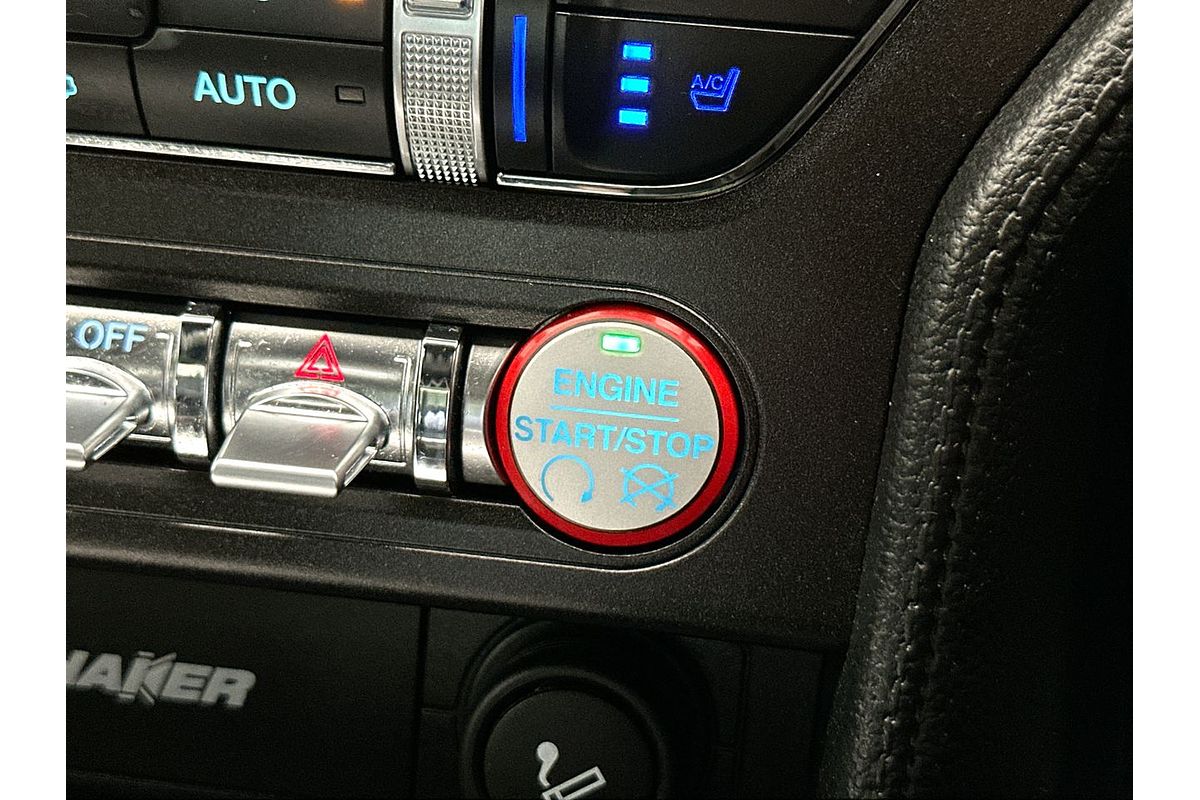 AUTO
A/C
OFF
ENGINE
START/STOP
HAKER